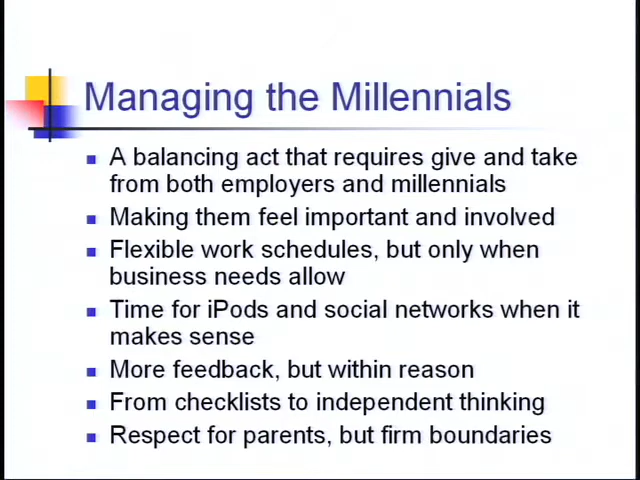 Managing the Millennials
A balancing act that requires give and take
from both employers and millennials
Making them feel important and involved
Flexible work schedules, but only when
business needs allow
Time for iPods and social networks when it
makes sense
More feedback, but within reason
From checklists to independent thinking
Respect for parents, but firm boundaries